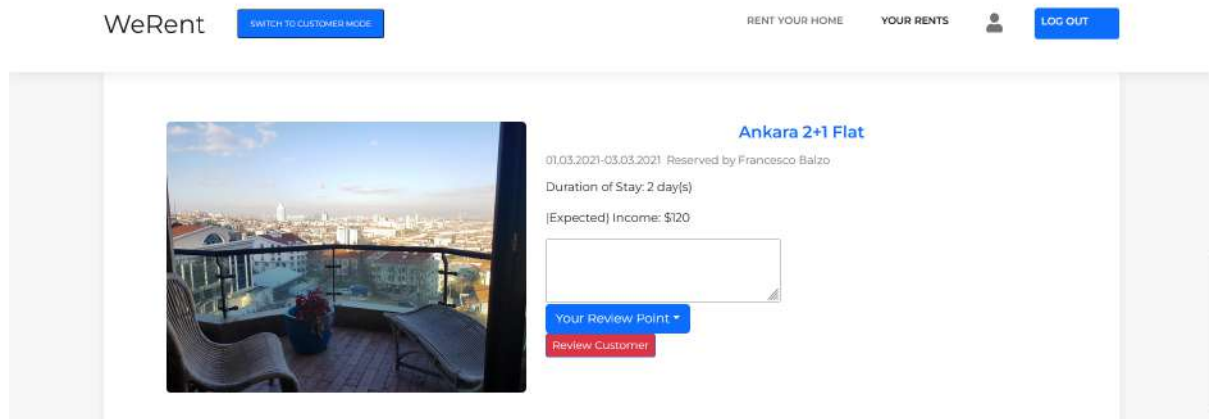 WeRent
SWITCH TO CUSTOMER MODE
RENT YOUR HOME
YOUR RENTS
LOG OUT
Ankara 2+1 Flat
01.03.2021-03.03.2021 Reserved by Francesco Balzo
Duration of Stay: 2 day(s)
|Expected| Income: $120
Your Review Point
Review Customer